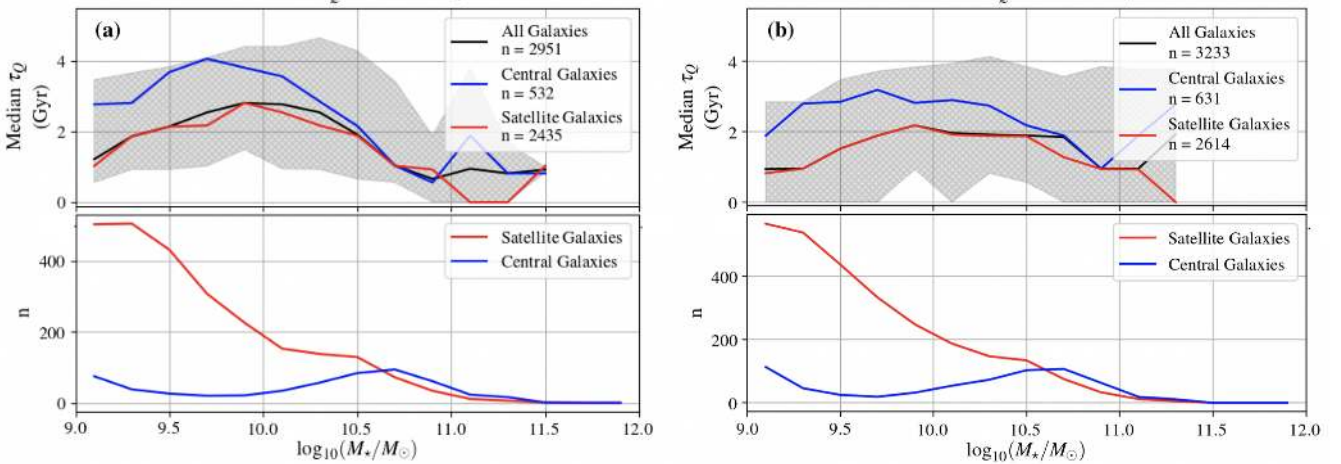 (a)
All Galaxies
n = 2951
Central Galaxies
n = 532
Satellite Galaxies
n = 2435
Median τQ
(Gyr)
4
2
0
Satellite Galaxies
Central Galaxies
n
400
200
0
9.0 9.5 10.0 10.5 11.0 11.5 12.0
log10(M⋆/M⊙)
(b)
All Galaxies
n = 3233
Central Galaxies
n = 631
Satellite Galaxies
n = 2614
Median τQ
(Gyr)
4
2
0
Satellite Galaxies
Central Galaxies
n
400
200
0
9.0 9.5 10.0 10.5 11.0 11.5 12.0
log10(M⋆/M⊙)